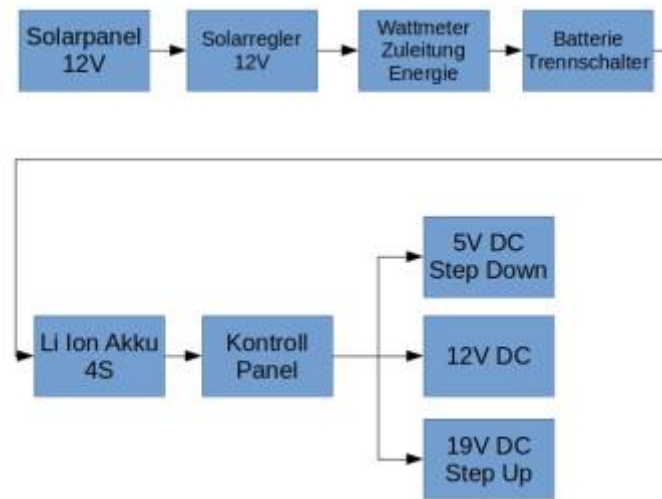 Solarpanel
12V
Solarregler
12V
Wattmeter
Zuleitung
Energie
Batterie
Trennschalter
Li Ion Akku
4S
Kontroll
Panel
5V DC
Step Down
12V DC
19V DC
Step Up